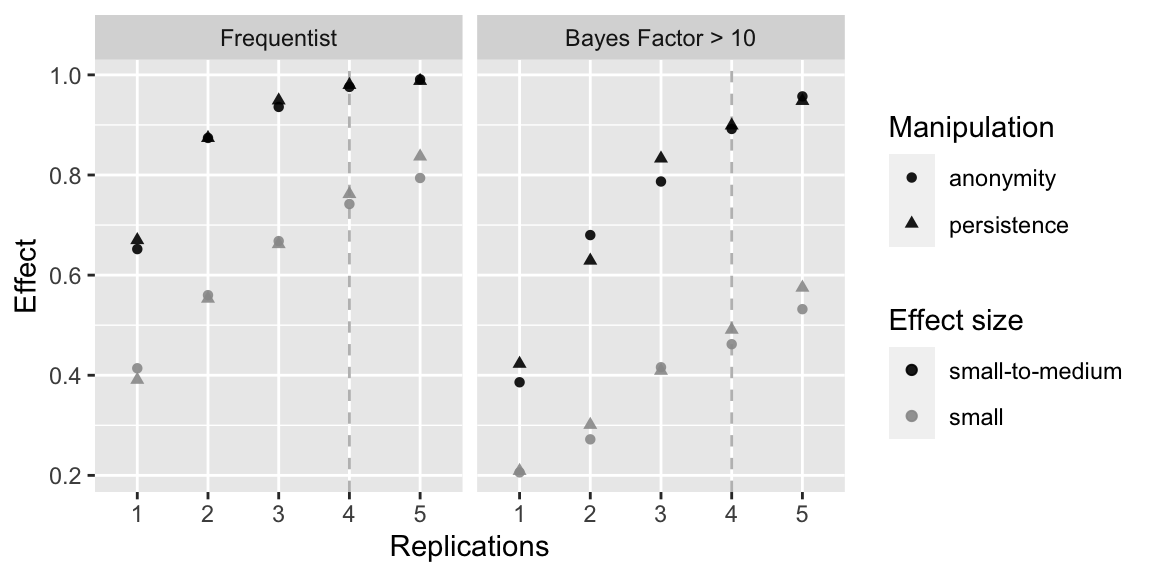 Frequentist
Bayes Factor > 10
Effect
1.0
0.8
0.6
0.4
0.2
1 2 3 4 5
1 2 3 4 5
Replications
Manipulation
anonymity
persistence
Effect size
small-to-medium
small